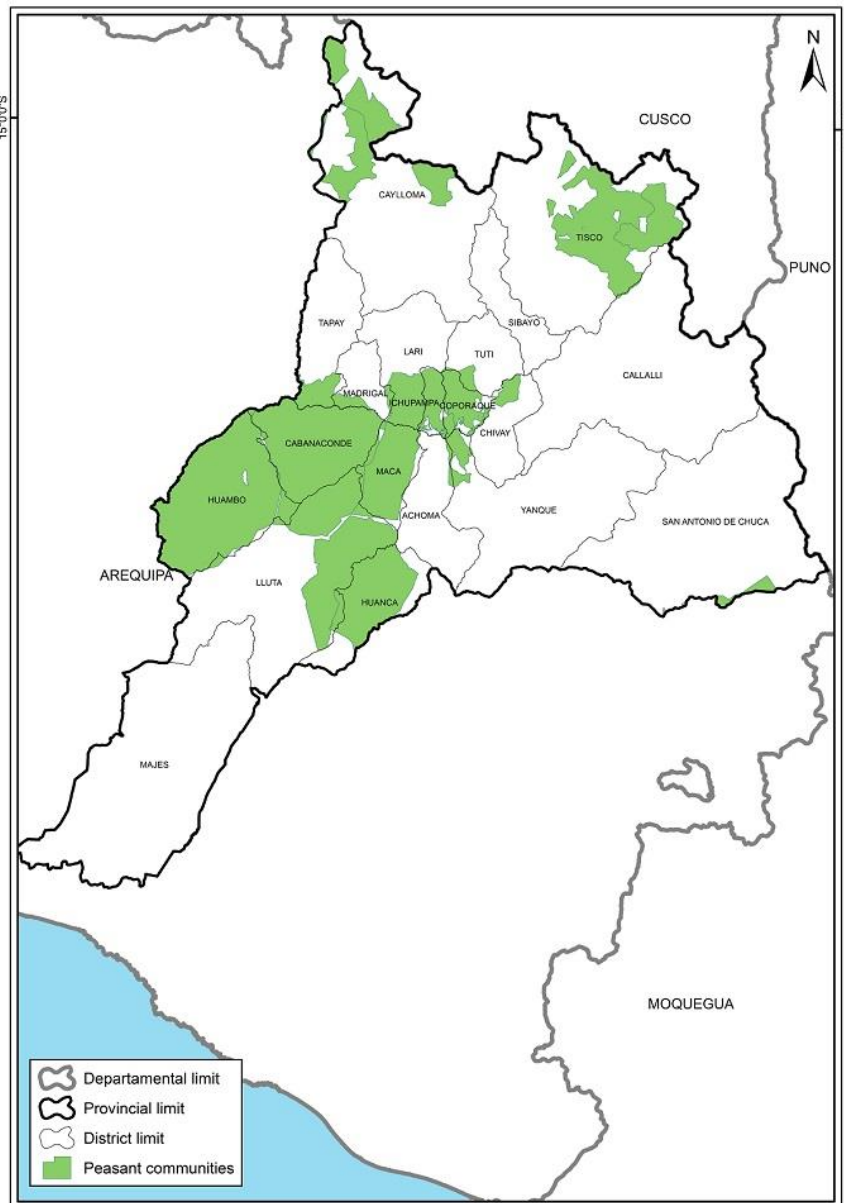 N
15°0'0"S
CUSCO
CAYLLOMA
TISCO
PUNO
TAPAY
SIBAYO
LARI
TUTI
CALLALLI
MADRIGAL
ICHUPAMPA
COPORAQUE
CHIVAY
CABANACONDE
MACA
HUAMBO
YANQUE
ACHOMA
SAN ANTONIO DE CHUCA
AREQUIPA
LLUTA
HUANCA
MAJES
MOQUEGUA
Departamental limit
Provincial limit
District limit
Peasant communities